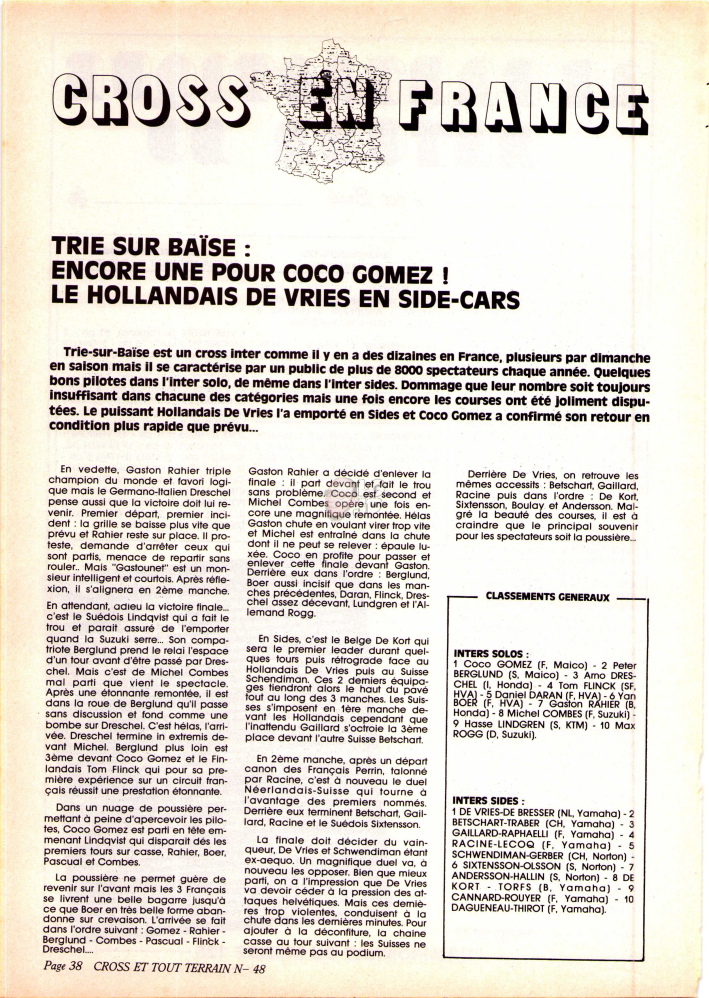 CROSS EN FRANCE
TRIE SUR BAÏSE :
ENCORE UNE POUR COCO GOMEZ !
LE HOLLANDAIS DE VRIES EN SIDE-CARS
Trie-sur-Baïse est un cross inter comme il y en a des dizaines en France, plusieurs par dimanche
en saison mais il se caractérise par un public de plus de 8000 spectateurs chaque année. Quelques
bons pilotes dans l'inter solo, de même dans l'inter sides. Dommage que leur nombre soit toujours
insuffisant dans chacune des catégories mais une fois encore les courses ont été joliment dispu-
tées. Le puissant Hollandais De Vries l'a emporté en Sides et Coco Gomez a confirmé son retour en
condition plus rapide que prévu...
En vedette, Gaston Rahier triple
champion du monde et favori logi-
que mais le Germano-Italien Dreschel
pense aussi que la victoire doit lui re-
venir. Premier départ, premier inci-
dent : la grille se baisse plus vite que
prévu et Rahier reste sur place. Il pro-
teste, demande d'arrêter ceux qui
sont partis, menace de repartir sans
rouler.. Mais "Gastounet" est un mon-
sieur intelligent et courtois. Après réfle-
xion, il s'alignera en 2ème manche.
En attendant, adieu la victoire finale...
c'est le Suédois Lindqvist qui a fait le
trou et parait assuré de l'emporter
quand la Suzuki serre... Son compa-
triote Berglund prend le relai l'espace
d'un tour avant d'être passé par Dres-
chel. Mais c'est de Michel Combes
mal parti que vient le spectacle.
Après une étonnante remontée, il est
dans la roue de Berglund qu'il passe
sans discussion et fond comme une
bombe sur Dreschel. C'est hélas, l'arri-
vée. Dreschel termine in extremis de-
vant Michel. Berglund plus loin est
3ème devant Coco Gomez et le Fin-
landais Tom Flinck qui pour sa pre-
mière expérience sur un circuit fran-
çais réussit une prestation étonnante.
Dans un nuage de poussière per-
mettant à peine d'apercevoir les pilo-
tes, Coco Gomez est parti en tête em-
menant Lindqvist qui disparait dés les
premiers tours sur casse, Rahier, Boer,
Pascual et Combes.
La poussière ne permet guère de
revenir sur l'avant mais les 3 Français
se livrent une belle bagarre jusqu'à
ce que Boer en très belle forme aban-
donne sur crevaison. L'arrivée se fait
dans l'ordre suivant : Gomez - Rahier -
Berglund - Combes - Pascual - Flinck -
Dreschel....
Gaston Rahier a décidé d'enlever la
finale : il part devant et fait le trou
sans problème. Coco est second et
Michel Combes opère une fois en-
core une magnifique remontée. Hélas
Gaston chute en voulant virer trop vite
et Michel est entraîné dans la chute
dont il ne peut se relever : épaule lu-
xée. Coco en profite pour passer et
enlever cette finale devant Gaston.
Derrière eux dans l'ordre : Berglund,
Boer aussi incisif que dans les man-
ches précédentes, Daran, Flinck, Dres-
chel assez décevant, Lundgren et l'Al-
lemand Rogg.
En Sides, c'est le Belge De Kort qui
sera le premier leader durant quel-
ques tours puis rétrograde face au
Hollandais De Vries puis au Suisse
Schendiman. Ces 2 derniers équipa-
ges tiendront alors le haut du pavé
tout au long des 3 manches. Les Suis-
ses s'imposent en 1ère manche de-
vant les Hollandais cependant que
l'inattendu Gaillard s'octroie la 3ème
place devant l'autre Suisse Betschart.
En 2ème manche, après un départ
canon des Français Perrin, talonné
par Racine, c'est à nouveau le duel
Néerlandais-Suisse qui tourne à
l'avantage des premiers nommés.
Derrière eux terminent Betschart, Gail-
lard, Racine et le Suédois Sixtensson.
La finale doit décider du vain-
queur, De Vries et Schwendiman étant
ex-aequo. Un magnifique duel va, à
nouveau les opposer. Bien que mieux
parti, on a l'impression que De Vries
va devoir céder à la pression des at-
taques helvétiques. Mais ces derniè-
res trop violentes, conduisent à la
chute dans les dernières minutes. Pour
ajouter à la déconfiture, la chaine
casse au tour suivant : les Suisses ne
seront même pas au podium.
Derrière De Vries, on retrouve les
mêmes accessits : Betschart, Gaillard,
Racine puis dans l'ordre : De Kort,
Sixtensson, Boulay et Andersson. Mal-
gré la beauté des courses, il est à
craindre que le principal souvenir
pour les spectateurs soit la poussière...
CLASSEMENTS GENERAUX
INTERS SOLOS :
1 Coco GOMEZ (F, Maico) - 2 Peter
BERGLUND (S, Maico) - 3 Arno DRES-
CHEL (I, Honda) - 4 Tom FLINCK (SF,
HVA) - 5 Daniel DARAN (F, HVA) - 6 Yan
BOER (F, HVA) - 7 Gaston RAHIER (B,
Honda) - 8 Michel COMBES (F, Suzuki) -
9 Hasse LINDGREN (S, KTM) - 10 Max
ROGG (D, Suzuki).
INTERS SIDES :
1 DE VRIES-DE BRESSER (NL, Yamaha) - 2
BETSCHART-TRABER (CH, Yamaha) - 3
GAILLARD-RAPHAELLI (F, Yamaha) - 4
RACINE-LECOQ (F, Yamaha) - 5
SCHWENDIMAN-GERBER (CH, Norton) -
6 SIXTENSSON-OLSSON (S, Norton) - 7
ANDERSSON-HALLIN (S, Norton) - 8 DE
KORT - TORFS (B, Yamaha) - 9
CANNARD-ROUYER (F, Yamaha) - 10
DAGUENEAU-THIROT (F, Yamaha).
Page 38 CROSS ET TOUT TERRAIN N– 48